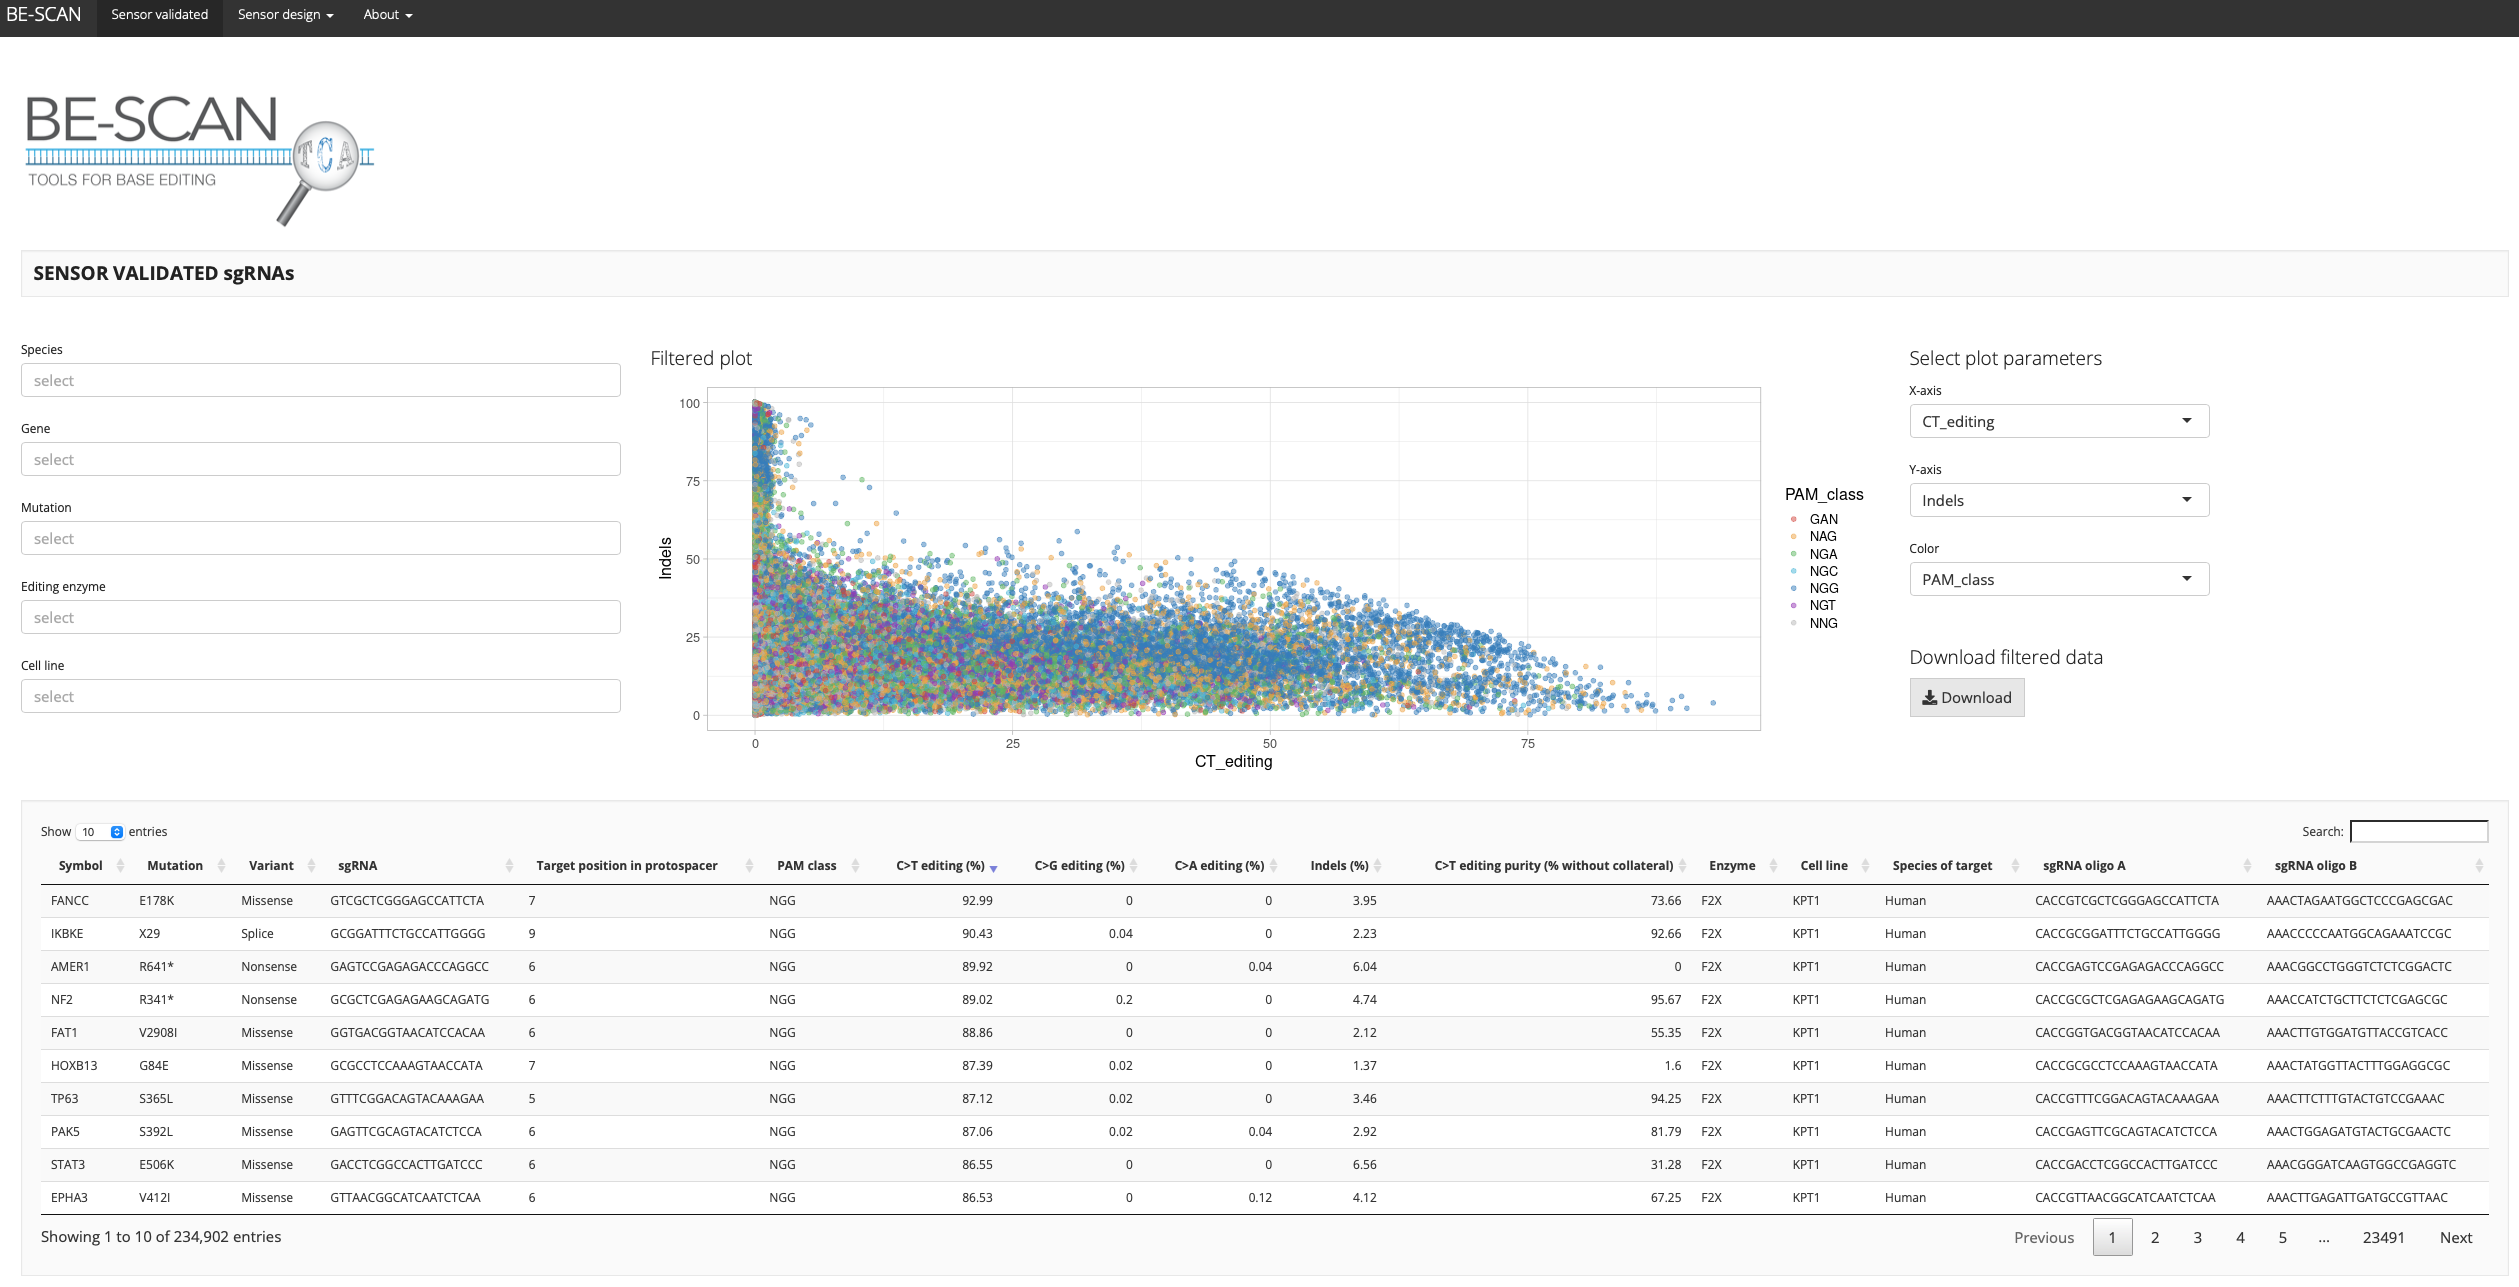 BE-SCAN Sensor validated Sensor design About
BE-SCAN
TCA
TOOLS FOR BASE EDITING
SENSOR VALIDATED sgRNAs
Species
select
Gene
select
Mutation
select
Editing enzyme
select
Cell line
select
Filtered plot
Indels
100
75
50
25
0
0 25 50 75
CT_editing
PAM_class
GAN
NAG
NGA
NGC
NGG
NGT
NNG
Select plot parameters
X-axis
CT_editing
Y-axis
Indels
Color
PAM_class
Download filtered data
Download
Show 10 entries Search:
Symbol Mutation Variant sgRNA Target position in protospacer PAM class C>T editing (%) C>G editing (%) C>A editing (%) Indels (%) C>T editing purity (% without collateral) Enzyme Cell line Species of target sgRNA oligo A sgRNA oligo B
FANCC E178K Missense GTCGCTCGGGAGCCATTCTA 7 NGG 92.99 0 0 3.95 73.66 F2X KPT1 Human CACCGTCGCTCGGGAGCCATTCTA AAACTAGAATGGCTCCCGAGCGAC
IKBKE X29 Splice GCGGATTTCTGCCATTGGGG 9 NGG 90.43 0.04 0 2.23 92.66 F2X KPT1 Human CACCGCGGATTTCTGCCATTGGGG AAACCCCCAATGGCAGAAATCCGC
AMER1 R641* Nonsense GAGTCCGAGAGACCCAGGCC 6 NGG 89.92 0 0.04 6.04 0 F2X KPT1 Human CACCGAGTCCGAGAGACCCAGGCC AAACGGCCTGGGTCTCTCGGACTC
NF2 R341* Nonsense GCGCTCGAGAGAAGCAGATG 6 NGG 89.02 0.2 0 4.74 95.67 F2X KPT1 Human CACCGCGCTCGAGAGAAGCAGATG AAACCATCTGCTTCTCTCGAGCGC
FAT1 V2908I Missense GGTGACGGTAACATCCACAA 6 NGG 88.86 0 0 2.12 55.35 F2X KPT1 Human CACCGGTGACGGTAACATCCACAA AAACTTGTGGATGTTACCGTCACC
HOXB13 G84E Missense GCGCCTCCAAAGTAACCATA 7 NGG 87.39 0.02 0 1.37 1.6 F2X KPT1 Human CACCGCGCCTCCAAAGTAACCATA AAACTATGGTTACTTTGGAGGCGC
TP63 S365L Missense GTTTCGGACAGTACAAAGAA 5 NGG 87.12 0.02 0 3.46 94.25 F2X KPT1 Human CACCGTTTCGGACAGTACAAAGAA AAACTTCTTTGTACTGTCCGAAAC
PAK5 S392L Missense GAGTTCGCAGTACATCTCCA 6 NGG 87.06 0.02 0.04 2.92 81.79 F2X KPT1 Human CACCGAGTTCGCAGTACATCTCCA AAACTGGAGATGTACTGCGAACTC
STAT3 E506K Missense GACCTCGGCCACTTGATCCC 6 NGG 86.55 0 0 6.56 31.28 F2X KPT1 Human CACCGACCTCGGCCACTTGATCCC AAACGGGATCAAGTGGCCGAGGTC
EPHA3 V412I Missense GTTAACGGCATCAATCTCAA 6 NGG 86.53 0 0.12 4.12 67.25 F2X KPT1 Human CACCGTTAACGGCATCAATCTCAA AAACTTGAGATTGATGCCGTTAAC
Showing 1 to 10 of 234,902 entries Previous 1 2 3 4 5 ... 23491 Next